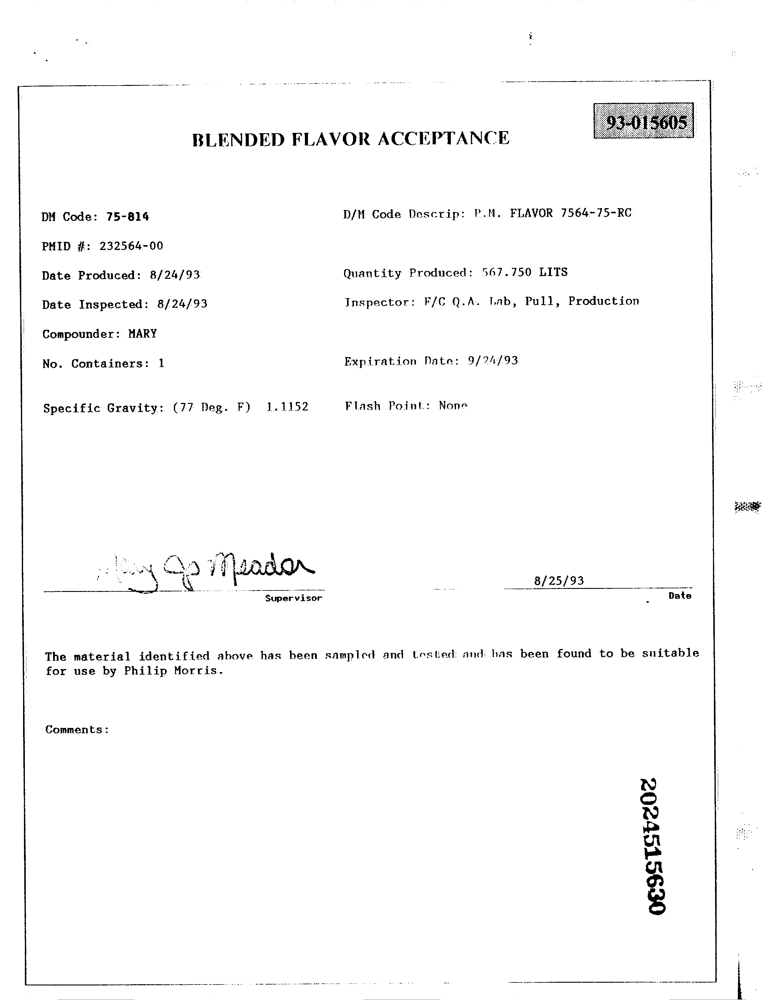 93-015605
BLENDED FLAVOR ACCEPTANCE
DM Code: 75-814 D/M Code Descrip: P.M. FLAVOR 7564-75-RC
PMID #: 232564-00
Date Produced: 8/24/93 Quantity Produced: 567.750 LITS
Date Inspected: 8/24/93 Inspector: F/C Q.A. Lab, Pull, Production
Compounder: MARY
No. Containers: 1 Expiration Date: 9/24/93
Specific Gravity: (77 Deg. F) 1.1152 Flash Point: None
Mary Jo Meador 8/25/93
Supervisor Date
The material identified above has been sampled and tested and has been found to be suitable
for use by Philip Morris.
Comments:
2024515630